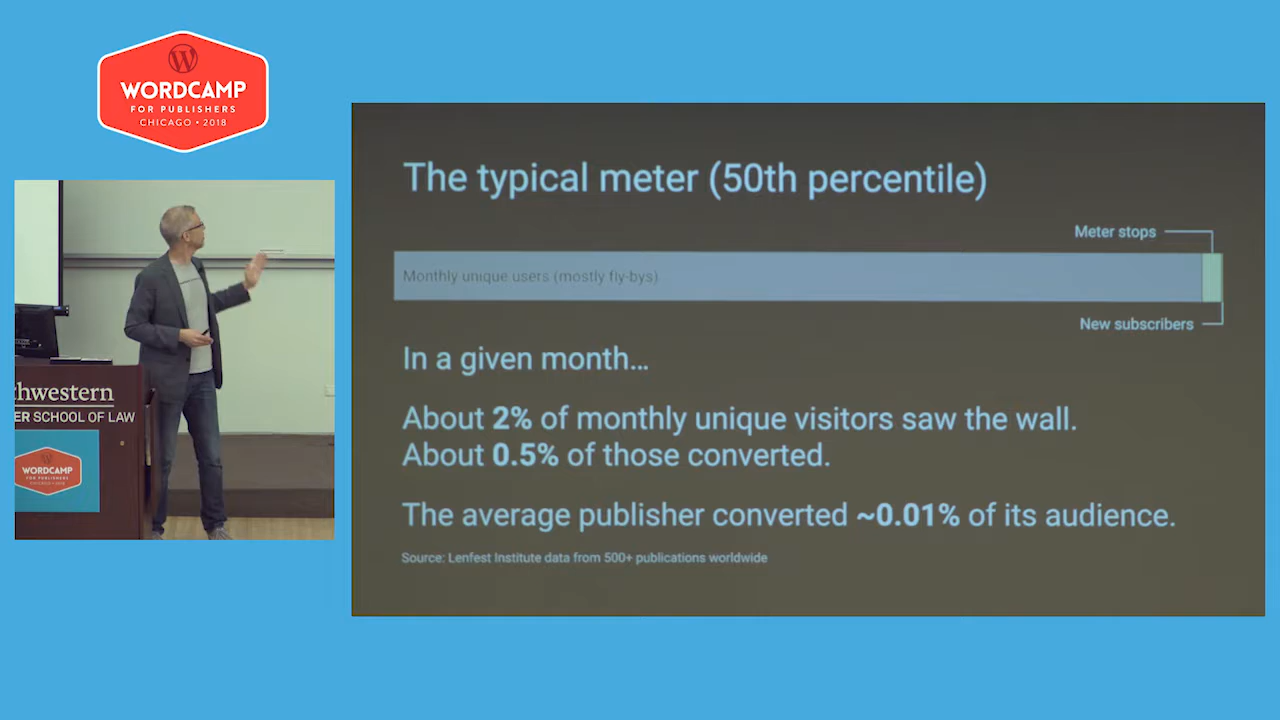 WORDCAMP
FOR PUBLISHERS
CHICAGO • 2018
The typical meter (50th percentile)
Meter stops
Monthly unique users (mostly fly-bys)
New subscribers
In a given month...
About 2% of monthly unique visitors saw the wall.
About 0.5% of those converted.
The average publisher converted ~0.01% of its audience.
Source: Lenfest Institute data from 500+ publications worldwide
hwestern
ER SCHOOL OF LAW
WORDCAMP
FOR PUBLISHERS